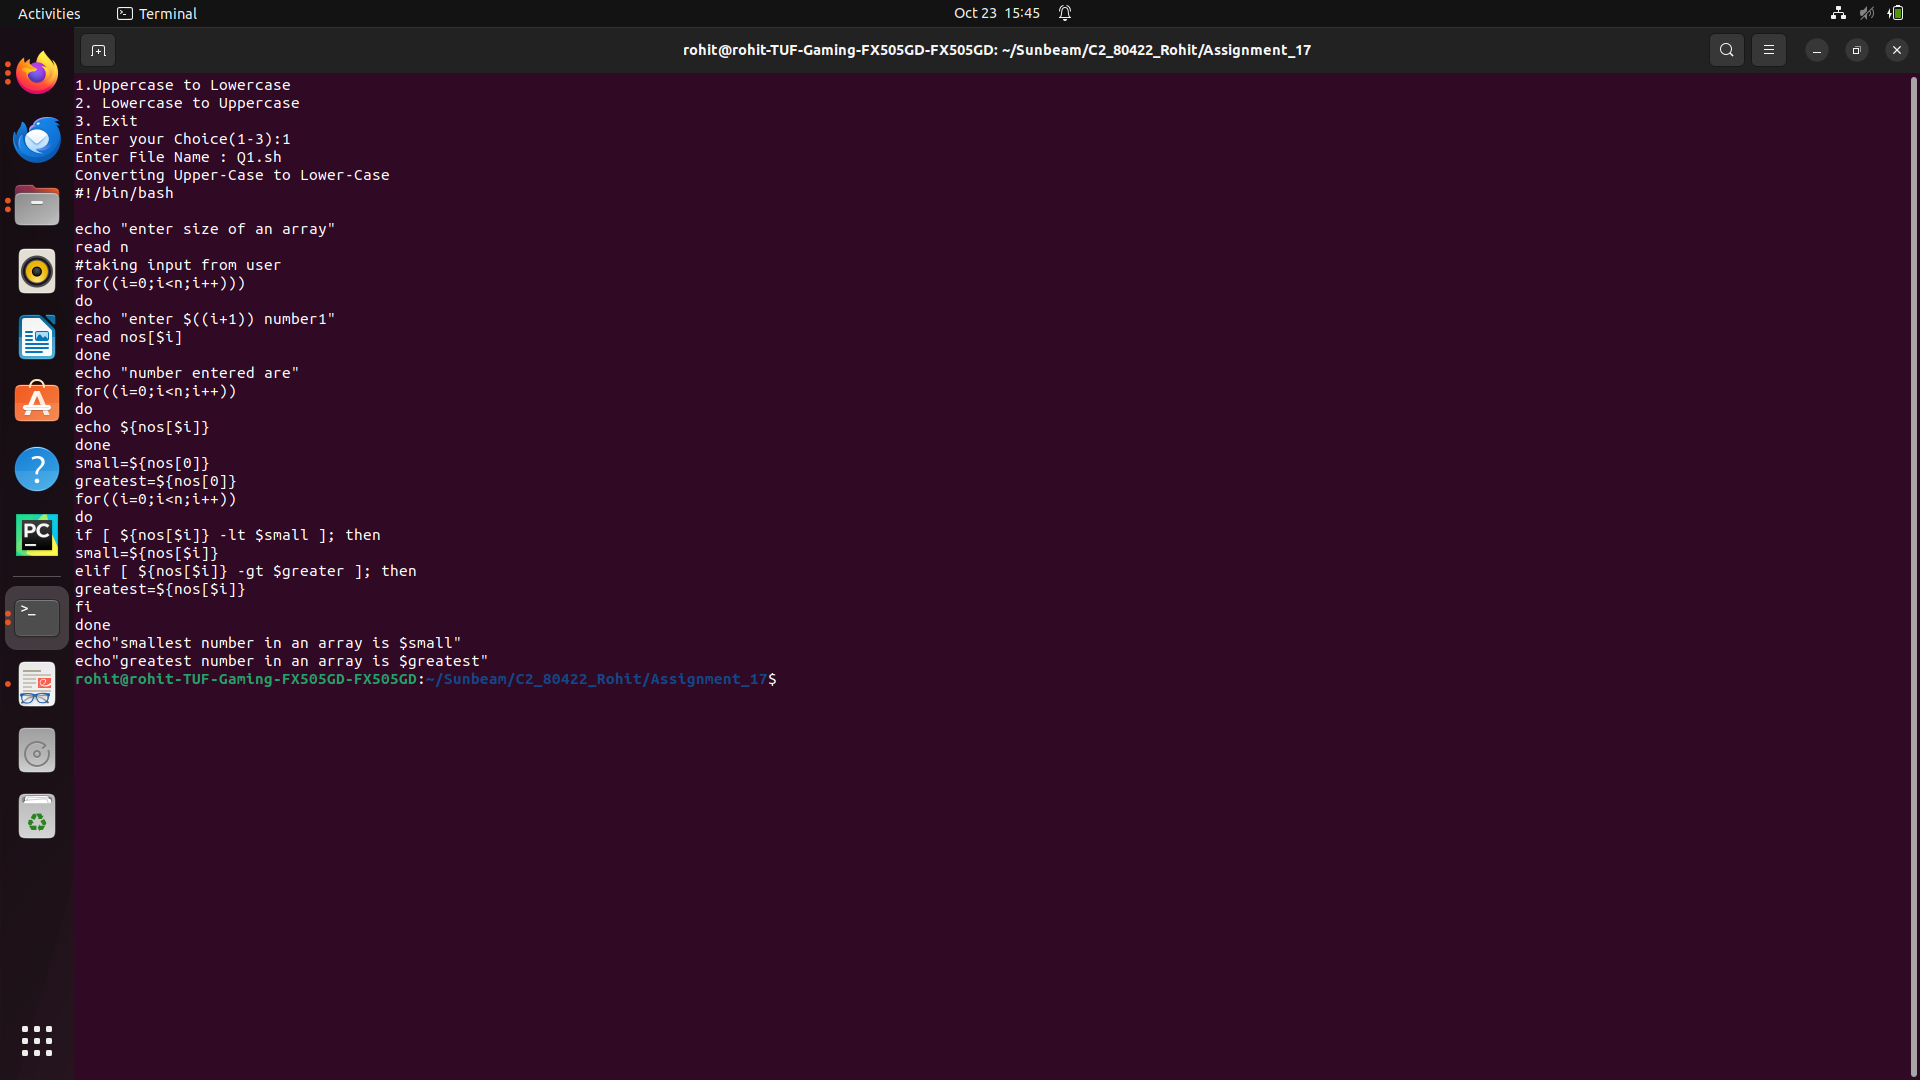 Activities
Terminal
Oct 23 15:45
rohit@rohit-TUF-Gaming-FX505GD-FX505GD: ~/Sunbeam/C2_80422_Rohit/Assignment_17
1.Uppercase to Lowercase
2. Lowercase to Uppercase
3. Exit
Enter your Choice(1-3):1
Enter File Name : Q1.sh
Converting Upper-Case to Lower-Case
#!/bin/bash

echo "enter size of an array"
read n
#taking input from user
for((i=0;i<n;i++)))
do
echo "enter $((i+1)) number1"
read nos[$i]
done
echo "number entered are"
for((i=0;i<n;i++))
do
echo ${nos[$i]}
done
small=${nos[0]}
greatest=${nos[0]}
for((i=0;i<n;i++))
do
if [ ${nos[$i]} -lt $small ]; then
small=${nos[$i]}
elif [ ${nos[$i]} -gt $greater ]; then
greatest=${nos[$i]}
fi
done
echo"smallest number in an array is $small"
echo"greatest number in an array is $greatest"
rohit@rohit-TUF-Gaming-FX505GD-FX505GD:~/Sunbeam/C2_80422_Rohit/Assignment_17$
PC
>_